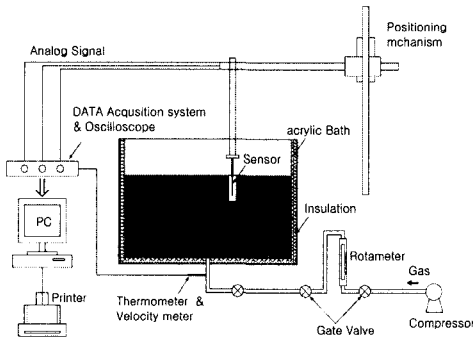 Positioning
mchanism
Analog Signal
DATA Acqusition system
& Oscilloscope
acrylic Bath
Sensor
PC
Insulation
Rotameter
Gas
Printer
Thermometer &
Velocity meter
Gate Valve
Compressor